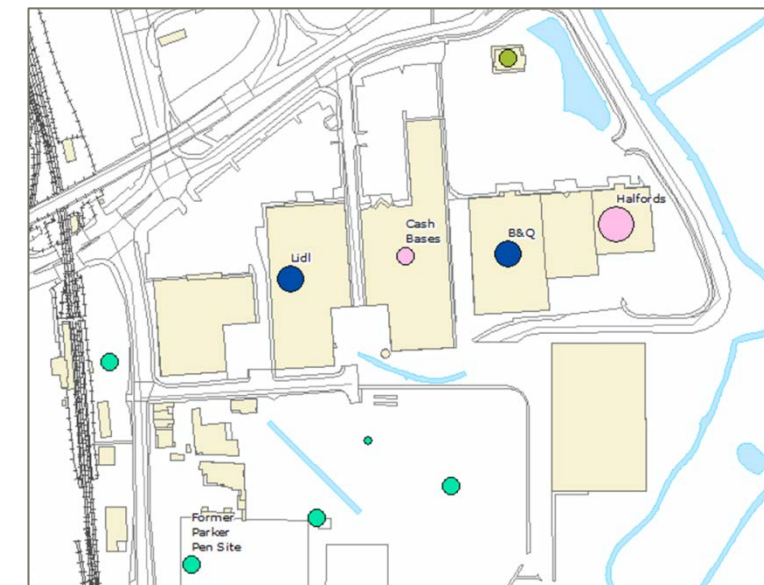 Halfords
Cash
Bases
B&Q
Lidl
Former
Parker
Pen Site